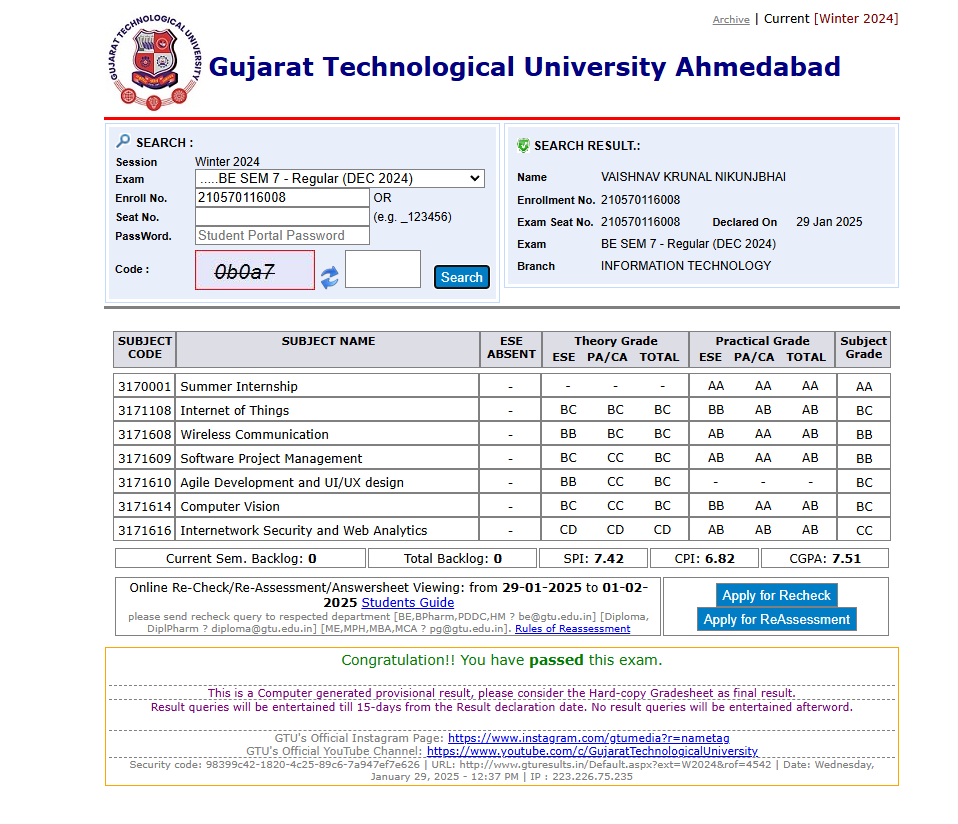 Archive | Current [Winter 2024]
GUJARAT TECHNOLOGICAL UNIVERSITY
Gujarat Technological University Ahmedabad
SEARCH :
Session Winter 2024
Exam .....BE SEM 7 - Regular (DEC 2024)
Enroll No. 210570116008 OR
Seat No. (e.g. _123456)
PassWord. Student Portal Password
Code : 0b0a7 Search
SEARCH RESULT.:
Name VAISHNAV KRUNAL NIKUNJBHAI
Enrollment No. 210570116008
Exam Seat No. 210570116008 Declared On 29 Jan 2025
Exam BE SEM 7 - Regular (DEC 2024)
Branch INFORMATION TECHNOLOGY
SUBJECT CODE SUBJECT NAME ESE ABSENT Theory Grade Practical Grade Subject Grade
ESE PA/CA TOTAL ESE PA/CA TOTAL
3170001 Summer Internship - - - - AA AA AA AA
3171108 Internet of Things - BC BC BC BB AB AB BC
3171608 Wireless Communication - BB BC BC AB AA AB BB
3171609 Software Project Management - BC CC BC AB AA AB BB
3171610 Agile Development and UI/UX design - BB CC BC - - - BC
3171614 Computer Vision - BC CC BC BB AA AB BC
3171616 Internetwork Security and Web Analytics - CD CD CD AB AB AB CC
Current Sem. Backlog: 0 Total Backlog: 0 SPI: 7.42 CPI: 6.82 CGPA: 7.51
Online Re-Check/Re-Assessment/Answersheet Viewing: from 29-01-2025 to 01-02-
2025 Students Guide
please send recheck query to respected department [BE,BPharm,PDDC,HM ? be@gtu.edu.in] [Diploma,
DiplPharm ? diploma@gtu.edu.in] [ME,MPH,MBA,MCA ? pg@gtu.edu.in]. Rules of Reassessment
Apply for Recheck
Apply for ReAssessment
Congratulation!! You have passed this exam.
This is a Computer generated provisional result, please consider the Hard-copy Gradesheet as final result.
Result queries will be entertained till 15-days from the Result declaration date. No result queries will be entertained afterword.
GTU's Official Instagram Page: https://www.instagram.com/gtumedia?r=nametag
GTU's Official YouTube Channel: https://www.youtube.com/c/GujaratTechnologicalUniversity
Security code: 98399c42-1820-4c25-89c6-7a947ef7e626 | URL: http://www.gturesults.in/Default.aspx?ext=W2024&rof=4542 | Date: Wednesday,
January 29, 2025 - 12:37 PM | IP : 223.226.75.235